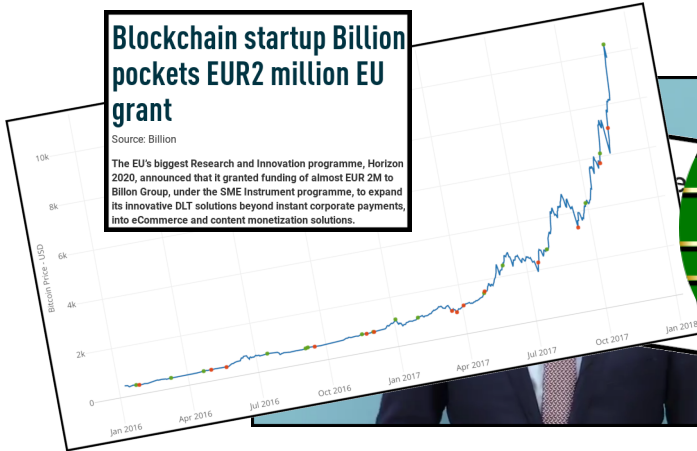 Blockchain startup Billion
pockets EUR2 million EU
grant
Source: Billion
The EU's biggest Research and Innovation programme, Horizon
2020, announced that it granted funding of almost EUR 2M to
Billon Group, under the SME Instrument programme, to expand
its innovative DLT solutions beyond instant corporate payments,
into eCommerce and content monetization solutions.
10k
8k
6k
4k
2k
0
Bitcoin Price - USD
Jan 2016
Apr 2016
Jul 2016
Oct 2016
Jan 2017
Apr 2017
Jul 2017
Oct 2017
Jan 2018